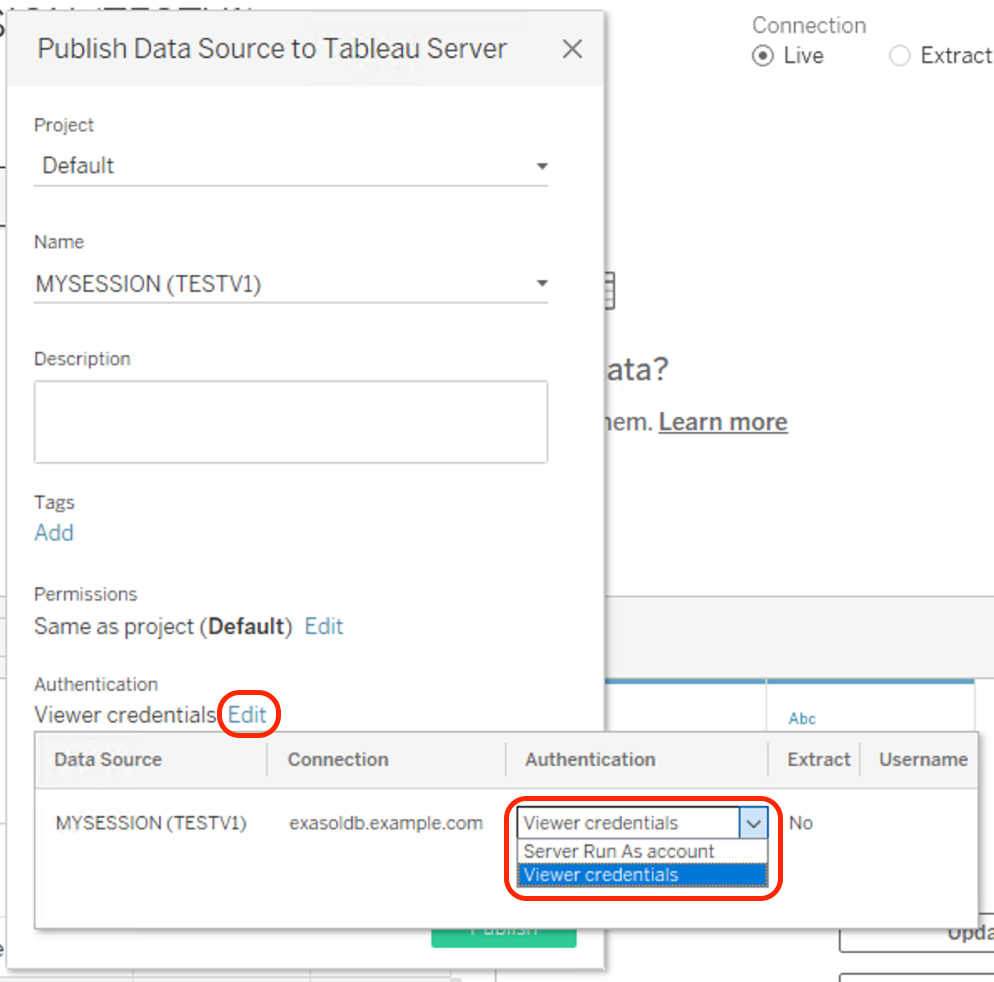 Publish Data Source to Tableau Server
Connection
Live
Extract
Project
Default
Name
MYSESSION (TESTV1)
Description
ata?
Learn more
Tags
Add
Permissions
Same as project (Default) Edit
Authentication
Viewer credentials Edit
Abc
Data Source Connection Authentication Extract Username
MYSESSION (TESTV1) exasoldb.example.com Viewer credentials No
Server Run As account
Viewer credentials
Publish
Upda